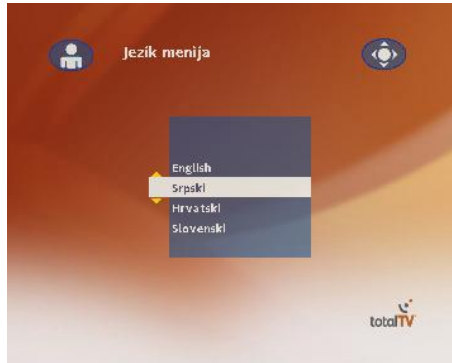 Jezik menija
English
Srpski
Hrvatski
Slovenski
totalTV